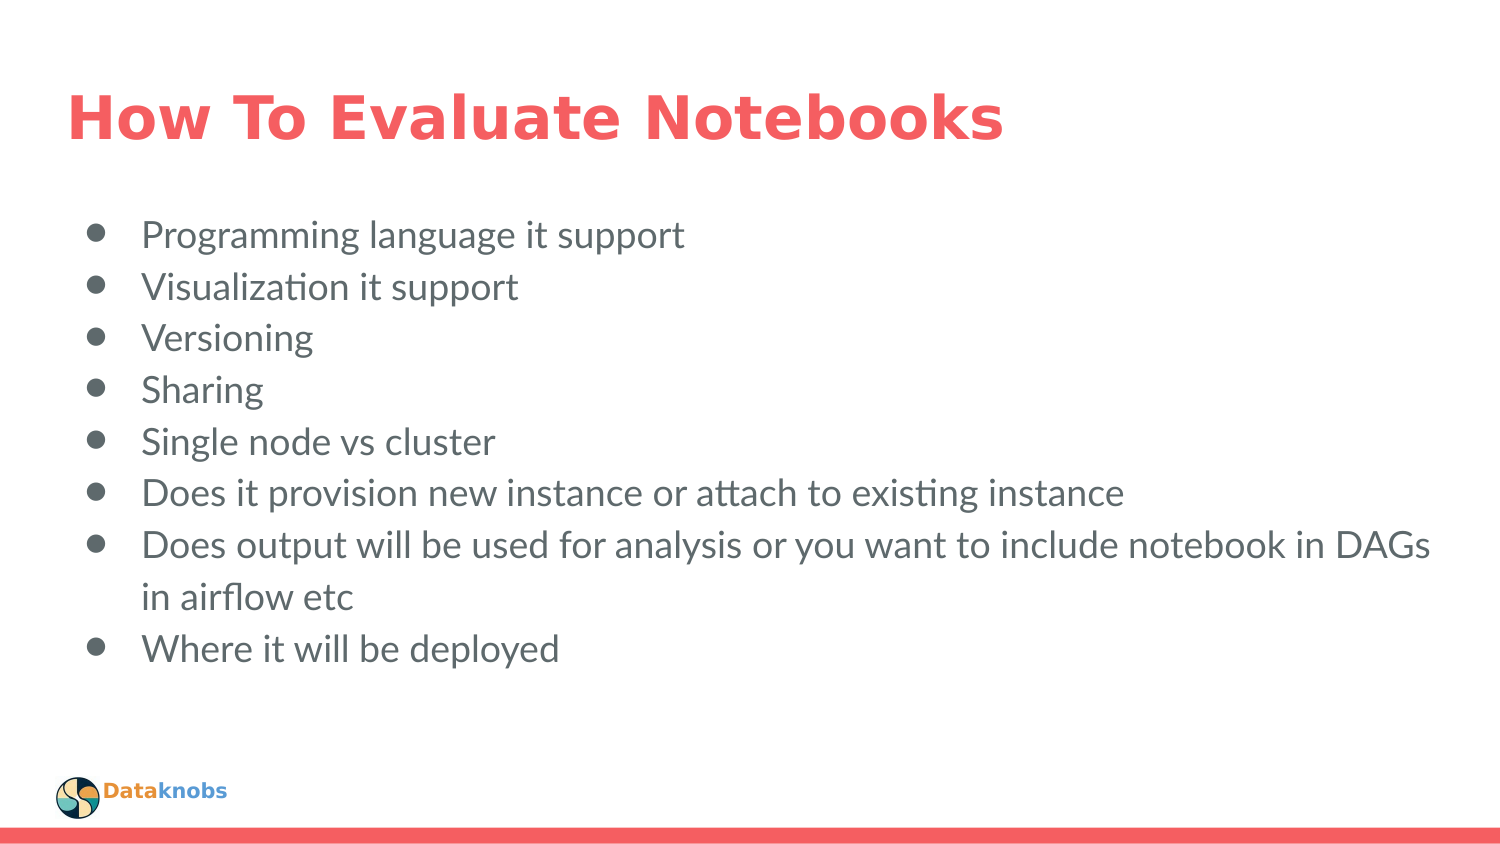 How To Evaluate Notebooks
● Programming language it support
● Visualization it support
● Versioning
● Sharing
● Single node vs cluster
● Does it provision new instance or attach to existing instance
● Does output will be used for analysis or you want to include notebook in DAGs
in airflow etc
● Where it will be deployed
Dataknobs